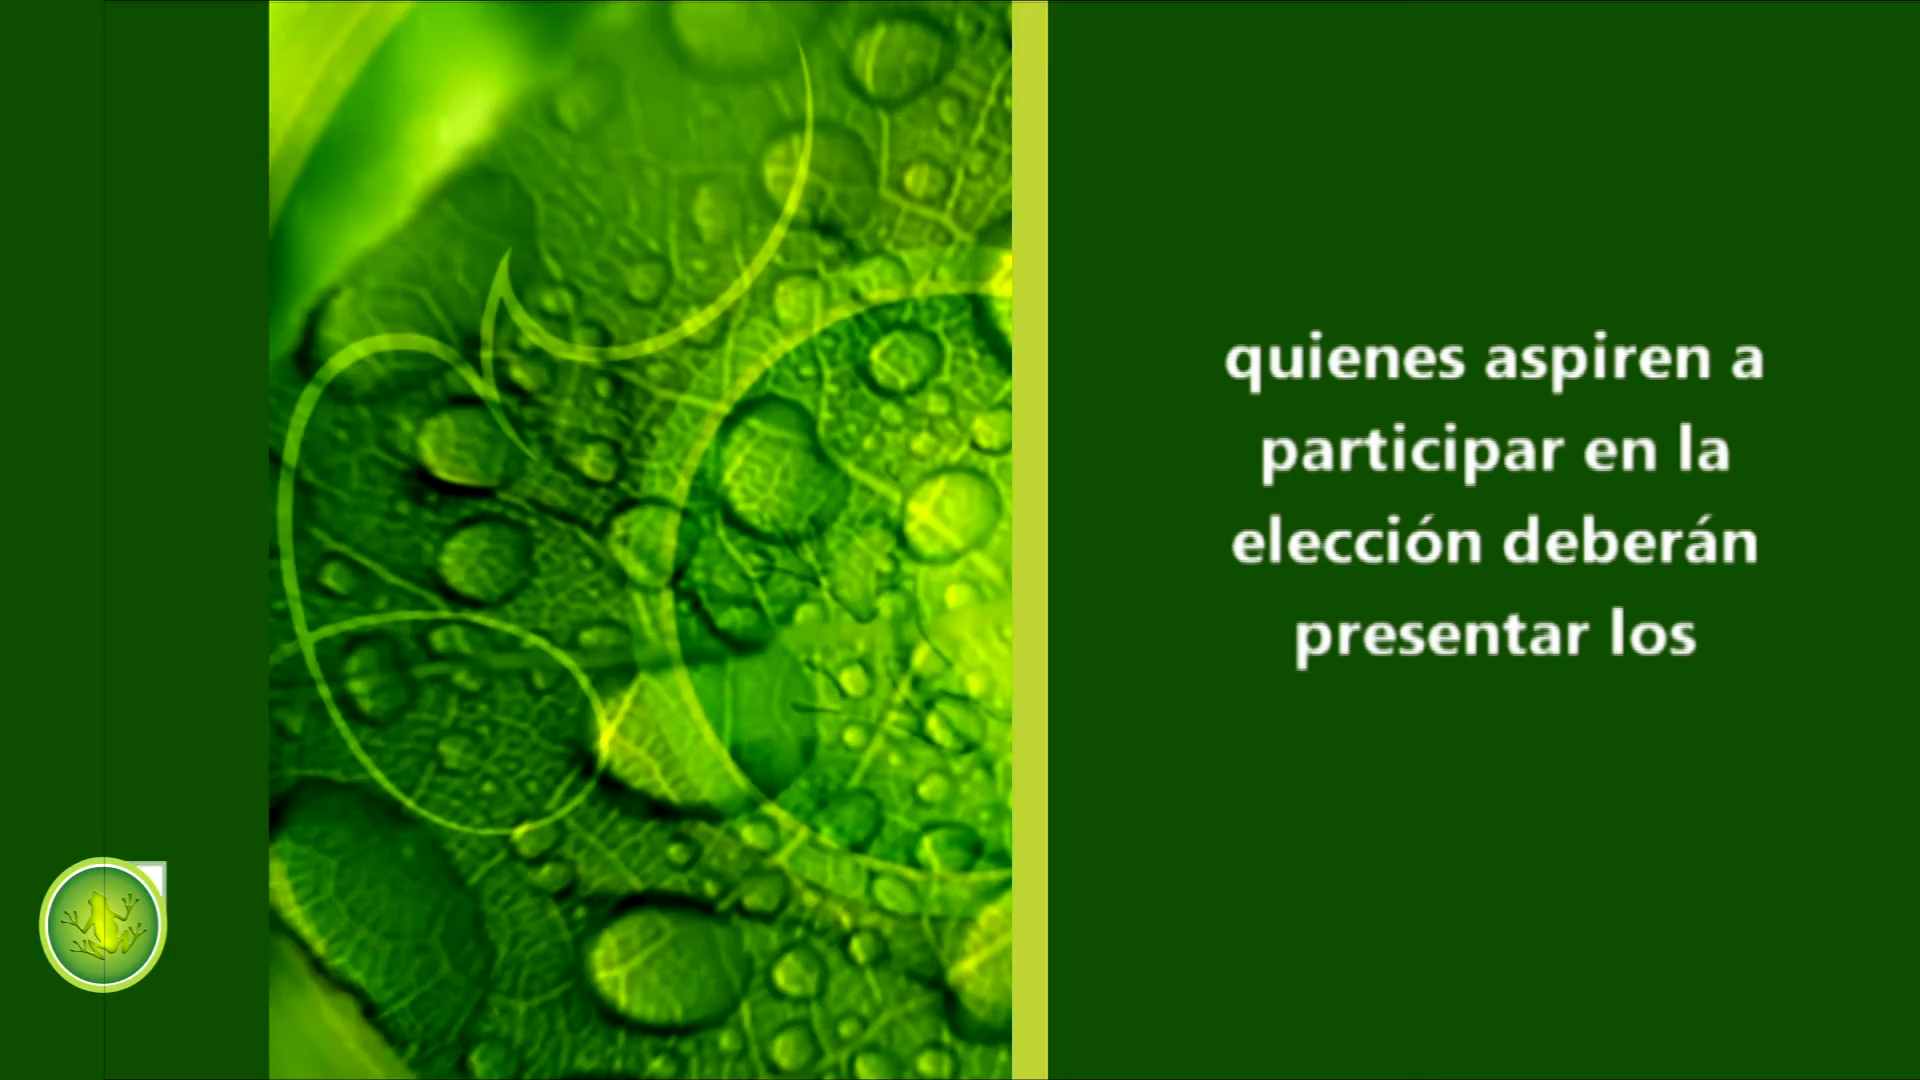 quienes aspiren a
participar en la
elección deberán
presentar los